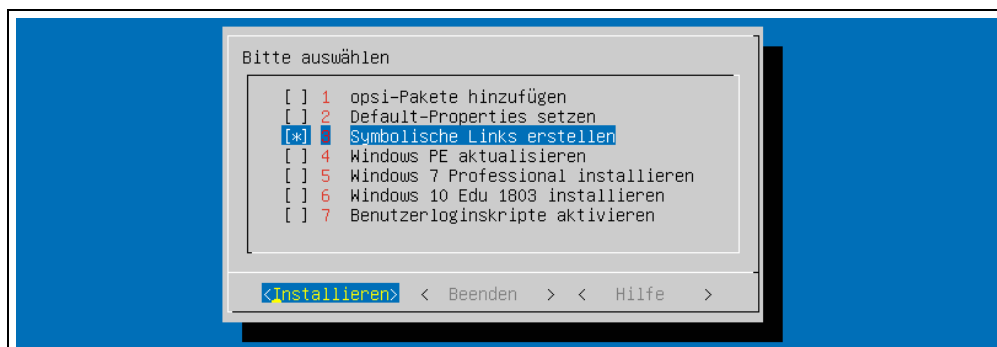 Bitte auswählen
[ ] 1 opsi-Pakete hinzufügen
[ ] 2 Default-Properties setzen
[*] 3 Symbolische Links erstellen
[ ] 4 Windows PE aktualisieren
[ ] 5 Windows 7 Professional installieren
[ ] 6 Windows 10 Edu 1803 installieren
[ ] 7 Benutzerloginskripte aktivieren
<Installieren> < Beenden > < Hilfe >